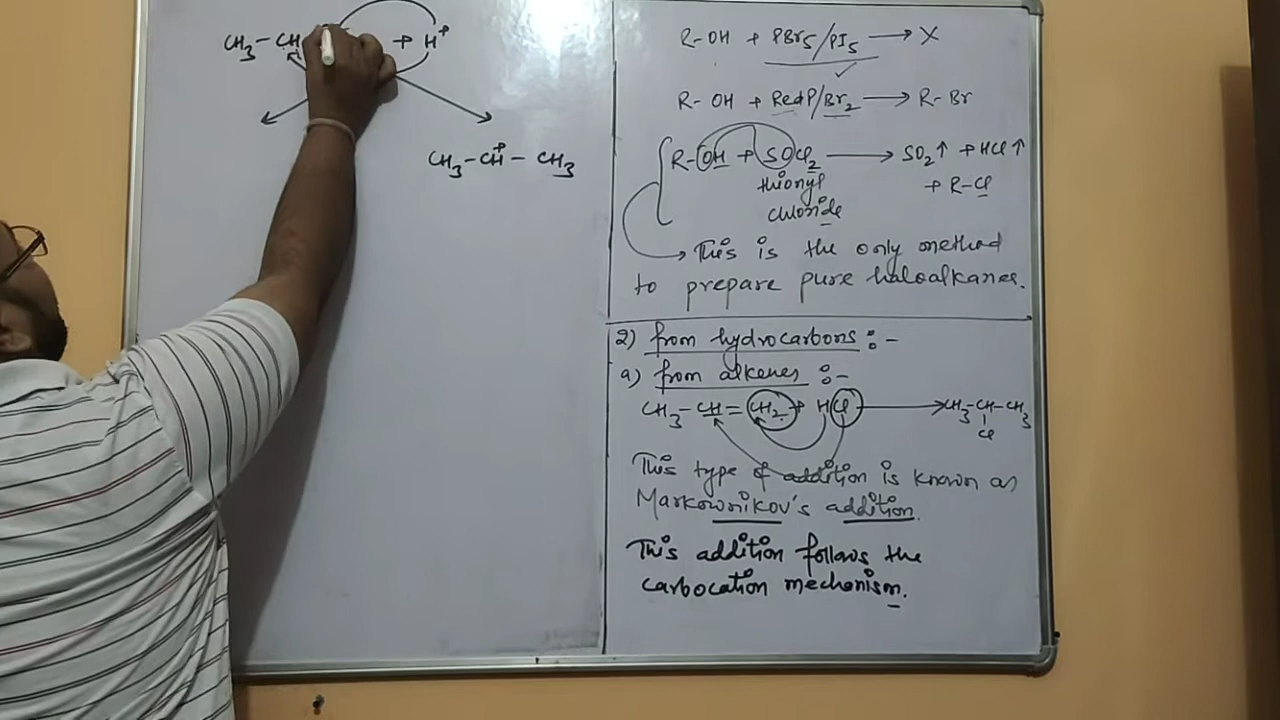 CH3-CH + H+
CH3-CH+-CH3
R-OH + PBr5/PI5 → X
R-OH + Red P/Br2 → R-Br
R-OH + SOCl2 → SO2↑ + HCl↑
thionyl + R-Cl
chloride
This is the only method
to prepare pure haloalkanes.
2) from hydrocarbons :-
a) from alkenes :-
CH3-CH=CH2 + HCl → CH3-CH-CH3
Cl
This type of addition is known as
Markownikov's addition.
This addition follows the
carbocation mechanism.